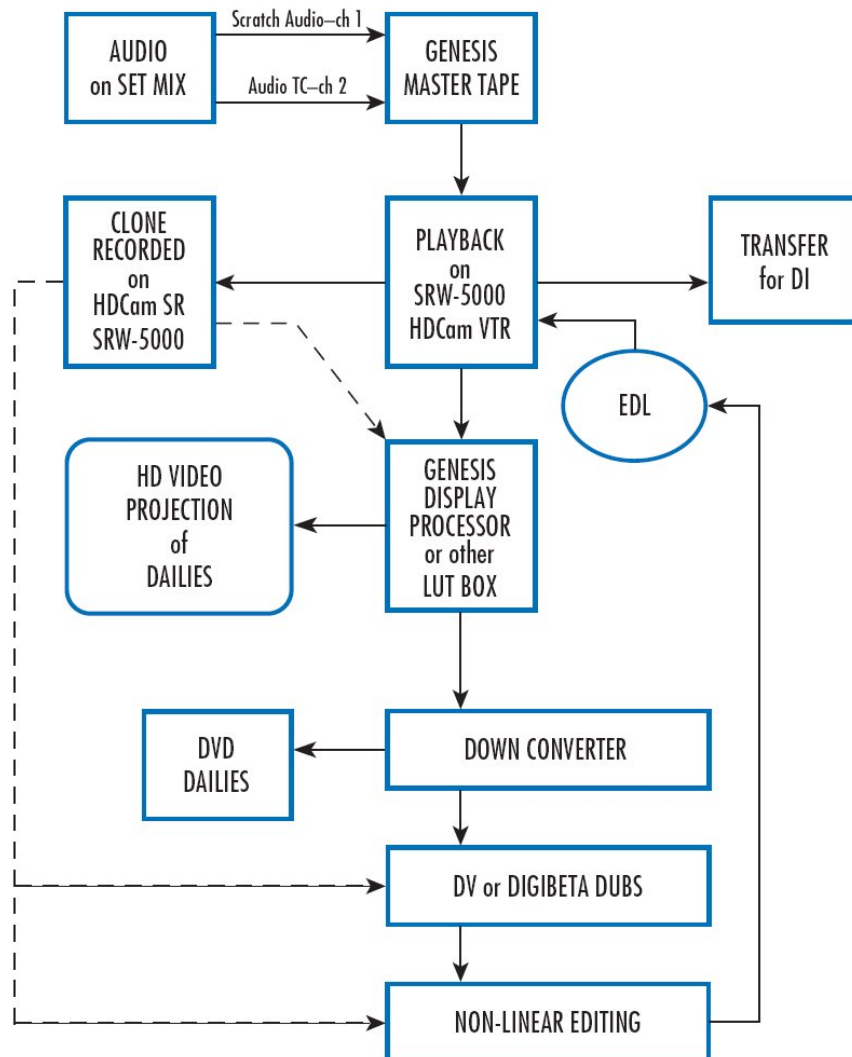 Scratch Audio–ch 1
AUDIO
on SET MIX
Audio TC–ch 2
GENESIS
MASTER TAPE
CLONE
RECORDED
on
HDCam SR
SRW-5000
PLAYBACK
on
SRW-5000
HDCam VTR
TRANSFER
for DI
EDL
HD VIDEO
PROJECTION
of
DAILIES
GENESIS
DISPLAY
PROCESSOR
or other
LUT BOX
DVD
DAILIES
DOWN CONVERTER
DV or DIGIBETA DUBS
NON-LINEAR EDITING